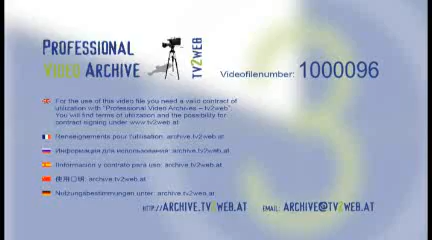 PROFESSIONAL
VIDEO ARCHIVE
TV2WEB
Videofilenumber: 1000096
For the use of this video file you need a valid contract of
utilization with "Professional Video Archives – tv2web".
You will find terms of utilization and the possibility for
contract signing under www.tv2web.at
Renseignements pour l'utilisation: archive.tv2web.at
Информация для использования: archive.tv2web.at
Información y contrato para uso: archive.tv2web.at
使用口明: archive.tv2web.at
Nutzungsbestimmungen unter: archive.tv2web.at
HTTP://ARCHIVE.TV2WEB.AT EMAIL: ARCHIVE@TV2WEB.AT